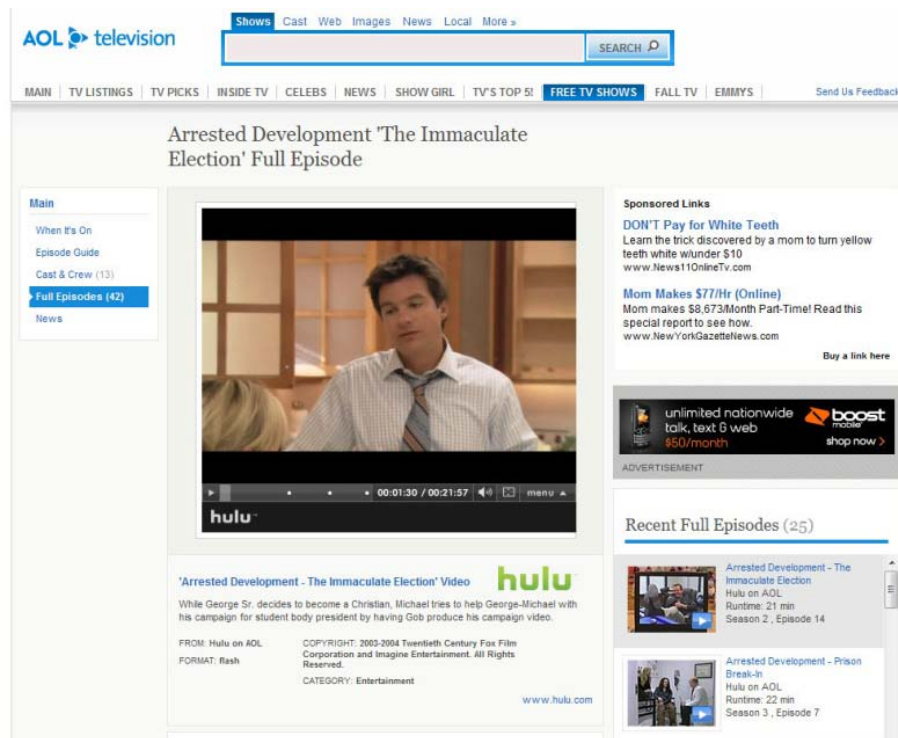 Shows Cast Web Images News Local More »
AOL television
SEARCH
MAIN TV LISTINGS TV PICKS INSIDE TV CELEBS NEWS SHOW GIRL TV'S TOP 5! FREE TV SHOWS FALL TV EMMYS Send Us Feedback
Arrested Development 'The Immaculate
Election' Full Episode
Main
When It's On
Episode Guide
Cast & Crew (13)
Full Episodes (42)
News
00:01:30 / 00:21:57 menu
hulu
'Arrested Development - The Immaculate Election' Video
hulu
While George Sr. decides to become a Christian, Michael tries to help George-Michael with
his campaign for student body president by having Gob produce his campaign video.
FROM: Hulu on AOL
FORMAT: flash
COPYRIGHT: 2003-2004 Twentieth Century Fox Film
Corporation and Imagine Entertainment. All Rights
Reserved.
CATEGORY: Entertainment
www.hulu.com
Sponsored Links
DON'T Pay for White Teeth
Learn the trick discovered by a mom to turn yellow
teeth white w/under $10
www.News11OnlineTv.com
Mom Makes $77/Hr (Online)
Mom makes $8,673/Month Part-Time! Read this
special report to see how.
www.NewYorkGazetteNews.com
Buy a link here
unlimited nationwide
talk, text & web
$50/month
boost
mobile
shop now >
ADVERTISEMENT
Recent Full Episodes (25)
Arrested Development - The
Immaculate Election
Hulu on AOL
Runtime: 21 min
Season 2 , Episode 14
Arrested Development - Prison
Break-In
Hulu on AOL
Runtime: 22 min
Season 3 , Episode 7